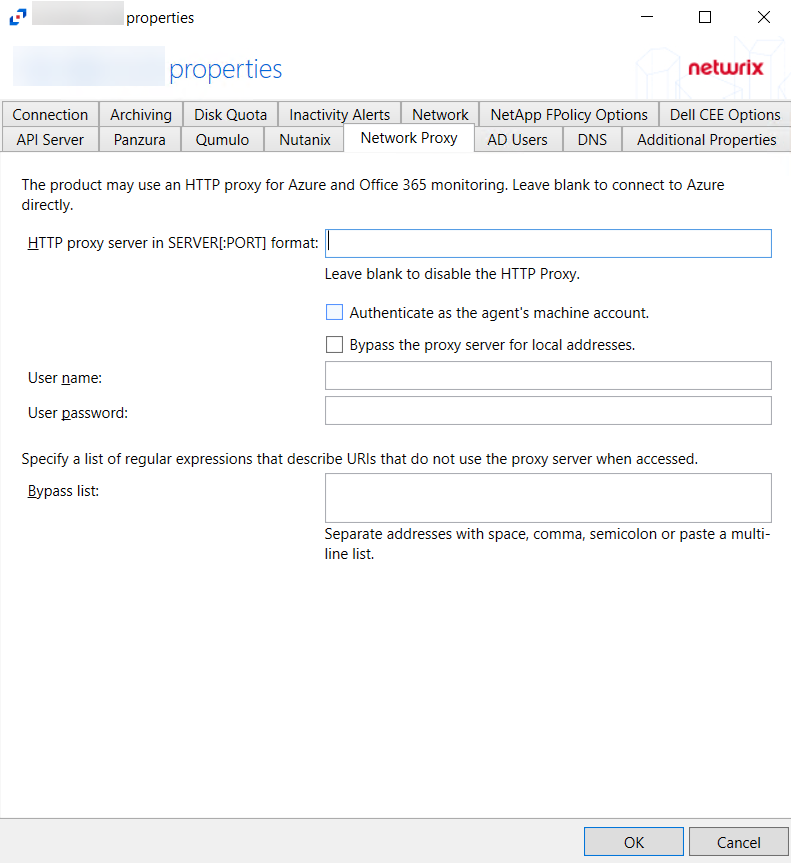 properties
properties
netwrix
Connection Archiving Disk Quota Inactivity Alerts Network NetApp FPolicy Options Dell CEE Options
API Server Panzura Qumulo Nutanix Network Proxy AD Users DNS Additional Properties
The product may use an HTTP proxy for Azure and Office 365 monitoring. Leave blank to connect to Azure
directly.
HTTP proxy server in SERVER[:PORT] format:
Leave blank to disable the HTTP Proxy.
Authenticate as the agent's machine account.
Bypass the proxy server for local addresses.
User name:
User password:
Specify a list of regular expressions that describe URIs that do not use the proxy server when accessed.
Bypass list:
Separate addresses with space, comma, semicolon or paste a multi-
line list.
OK Cancel